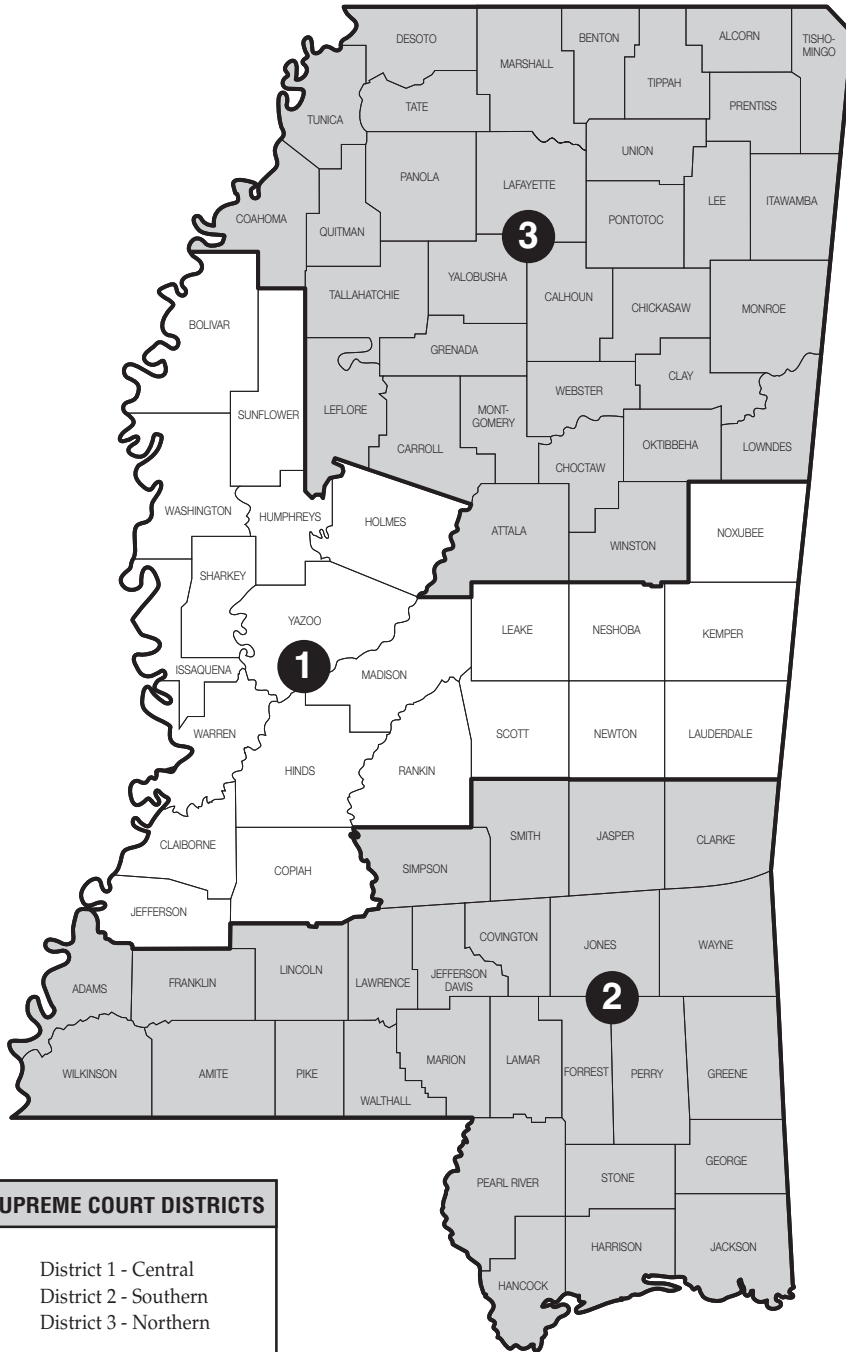 DESOTO
BENTON
ALCORN
TISHO-
MINGO
MARSHALL
TIPPAH
TATE
PRENTISS
TUNICA
UNION
PANOLA
LAFAYETTE
LEE
ITAWAMBA
COAHOMA
QUITMAN
PONTOTOC
3
YALOBUSHA
TALLAHATCHIE
CALHOUN
CHICKASAW
MONROE
BOLIVAR
GRENADA
CLAY
WEBSTER
SUNFLOWER
LEFLORE
MONT-
GOMERY
CARROLL
OKTIBBEHA
LOWNDES
CHOCTAW
WASHINGTON
HUMPHREYS
HOLMES
ATTALA
WINSTON
NOXUBEE
SHARKEY
YAZOO
LEAKE
NESHOBA
KEMPER
1
ISSAQUENA
MADISON
WARREN
SCOTT
NEWTON
LAUDERDALE
HINDS
RANKIN
CLAIBORNE
SMITH
JASPER
CLARKE
COPIAH
SIMPSON
JEFFERSON
COVINGTON
JONES
WAYNE
LINCOLN
ADAMS
FRANKLIN
LAWRENCE
JEFFERSON
DAVIS
2
WILKINSON
AMITE
PIKE
MARION
LAMAR
FORREST
PERRY
GREENE
WALTHALL
GEORGE
PEARL RIVER
STONE
UPREME COURT DISTRICTS
HARRISON
JACKSON
HANCOCK
District 1 - Central
District 2 - Southern
District 3 - Northern